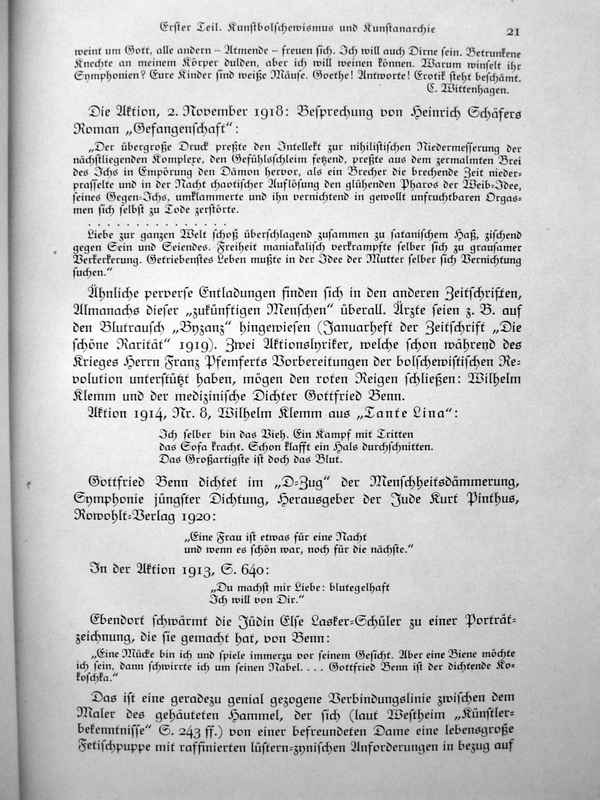 Erster Teil. Kunstbolschewismus und Kunstanarchie 21
weint um Gott, alle andern – Atmende – freuen sich. Ich will auch Dirne sein. Betrunkene
Knechte an meinem Körper dulden, aber ich will weinen können. Warum winselt ihr
Symphonien? Eure Kinder sind weiße Mäuse. Goethe! Antworte! Erotik steht beschämt.
C. Wittenhagen.
Die Aktion, 2. November 1918: Besprechung von Heinrich Schäfers
Roman „Gefangenschaft“:
„Der übergroße Druck preßte den Intellekt zur nihilistischen Niedermesserung der
nächstliegenden Komplexe, den Gefühlsschleim fetzend, preßte aus dem zermalmten Brei
des Ichs in Empörung den Dämon hervor, als ein Brecher die brechende Zeit nieder-
prasselte und in der Nacht chaotischer Auflösung den glühenden Pharos der Weib-Idee,
seines Gegen-Ichs, umklammerte und ihn vernichtend in gewollt unfruchtbaren Orgas-
men sich selbst zu Tode zerstörte.
. . . . . . . . . . . . . .
Liebe zur ganzen Welt schoß überschlagend zusammen zu satanischem Haß, zischend
gegen Sein und Seiendes. Freiheit maniakalisch verkrampfte selber sich zu grausamer
Verkerkerung. Getriebenstes Leben mußte in der Idee der Mutter selber sich Vernichtung
suchen.“
Ähnliche perverse Entladungen finden sich in den anderen Zeitschriften,
Almanachs dieser „zukünftigen Menschen“ überall. Ärzte seien z. B. auf
den Blutrausch „Byzanz“ hingewiesen (Januarheft der Zeitschrift „Die
schöne Rarität“ 1919). Zwei Aktionslyriker, welche schon während des
Krieges Herrn Franz Pfemferts Vorbereitungen der bolschewistischen Re-
volution unterstützt haben, mögen den roten Reigen schließen: Wilhelm
Klemm und der medizinische Dichter Gottfried Benn.
Aktion 1914, Nr. 8, Wilhelm Klemm aus „Tante Lina“:
Ich selber bin das Vieh. Ein Kampf mit Tritten
das Sofa kracht. Schon klafft ein Hals durchschnitten.
Das Großartigste ist doch das Blut.
Gottfried Benn dichtet im „D-Zug“ der Menschheitsdämmerung,
Symphonie jüngster Dichtung, Herausgeber der Jude Kurt Pinthus,
Rowohlt-Verlag 1920:
„Eine Frau ist etwas für eine Nacht
und wenn es schön war, noch für die nächste.“
In der Aktion 1913, S. 640:
„Du machst mir Liebe: blutegelhaft
Ich will von Dir.“
Ebendort schwärmt die Jüdin Else Lasker-Schüler zu einer Porträt-
zeichnung, die sie gemacht hat, von Benn:
„Eine Mücke bin ich und spiele immerzu vor seinem Gesicht. Aber eine Biene möchte
ich sein, dann schwirrte ich um seinen Nabel. . . . Gottfried Benn ist der dichtende Ko-
koschka.“
Das ist eine geradezu genial gezogene Verbindungslinie zwischen dem
Maler des gehäuteten Hammel, der sich (laut Westheim „Künstler-
bekenntnisse“ S. 243 ff.) von einer befreundeten Dame eine lebensgroße
Fetischpuppe mit raffinierten lüstern-zynischen Anforderungen in bezug auf